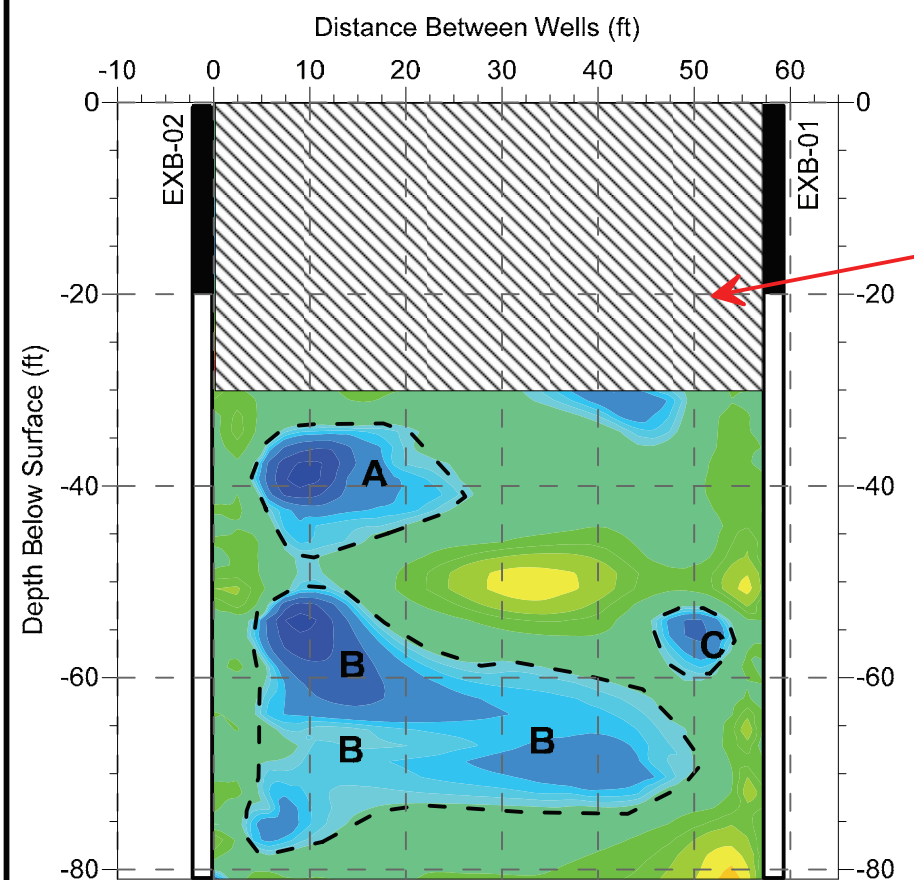 Distance Between Wells (ft)
-10 0 10 20 30 40 50 60
0 0
EXB-02
EXB-01
-20 -20
Depth Below Surface (ft)
A
-40 -40
C
B
-60 -60
B
B
-80 -80